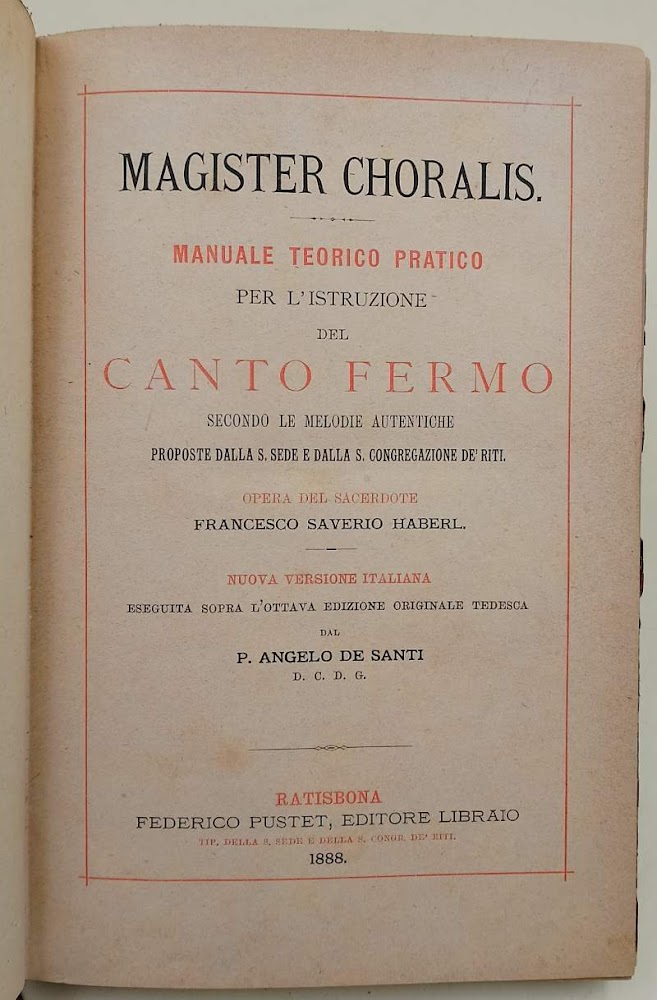 MAGISTER CHORALIS.
MANUALE TEORICO PRATICO
PER L'ISTRUZIONE
DEL
CANTO FERMO
SECONDO LE MELODIE AUTENTICHE
PROPOSTE DALLA S. SEDE E DALLA S. CONGREGAZIONE DE' RITI.
OPERA DEL SACERDOTE
FRANCESCO SAVERIO HABERL.
NUOVA VERSIONE ITALIANA
ESEGUITA SOPRA L'OTTAVA EDIZIONE ORIGINALE TEDESCA
DAL
P. ANGELO DE SANTI
D. C. D. G.
RATISBONA
FEDERICO PUSTET, EDITORE LIBRAIO
TIP. DELLA S. SEDE E DELLA S. CONGR. DE' RITI.
1888.